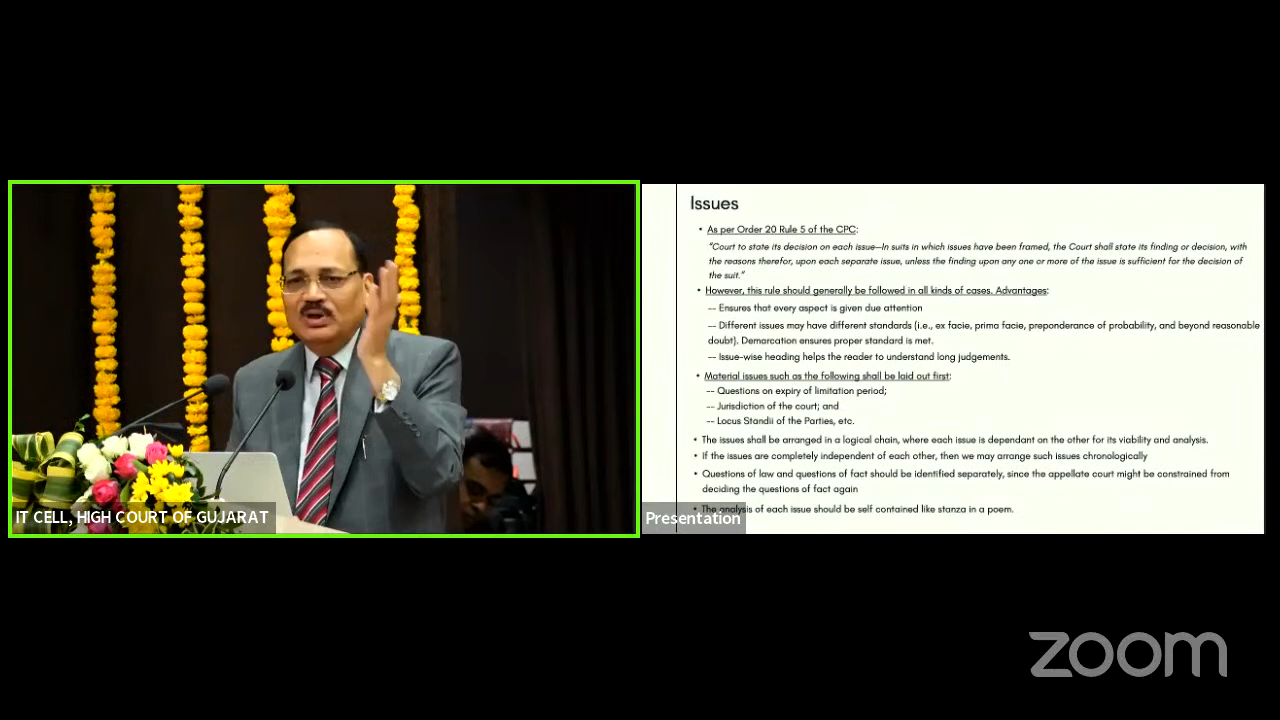 IT CELL, HIGH COURT OF GUJARAT
Issues
• As per Order 20 Rule 5 of the CPC:
“Court to state its decision on each issue—In suits in which issues have been framed, the Court shall state its finding or decision, with
the reasons therefor, upon each separate issue, unless the finding upon any one or more of the issue is sufficient for the decision of
the suit.”
• However, this rule should generally be followed in all kinds of cases. Advantages:
-- Ensures that every aspect is given due attention
-- Different issues may have different standards (i.e., ex facie, prima facie, preponderance of probability, and beyond reasonable
doubt). Demarcation ensures proper standard is met.
-- Issue-wise heading helps the reader to understand long judgements.
• Material issues such as the following shall be laid out first:
-- Questions on expiry of limitation period;
-- Jurisdiction of the court; and
-- Locus Standii of the Parties, etc.
• The issues shall be arranged in a logical chain, where each issue is dependant on the other for its viability and analysis.
• If the issues are completely independent of each other, then we may arrange such issues chronologically
• Questions of law and questions of fact should be identified separately, since the appellate court might be constrained from
deciding the questions of fact again
• The analysis of each issue should be self contained like stanza in a poem.
Presentation
zoom